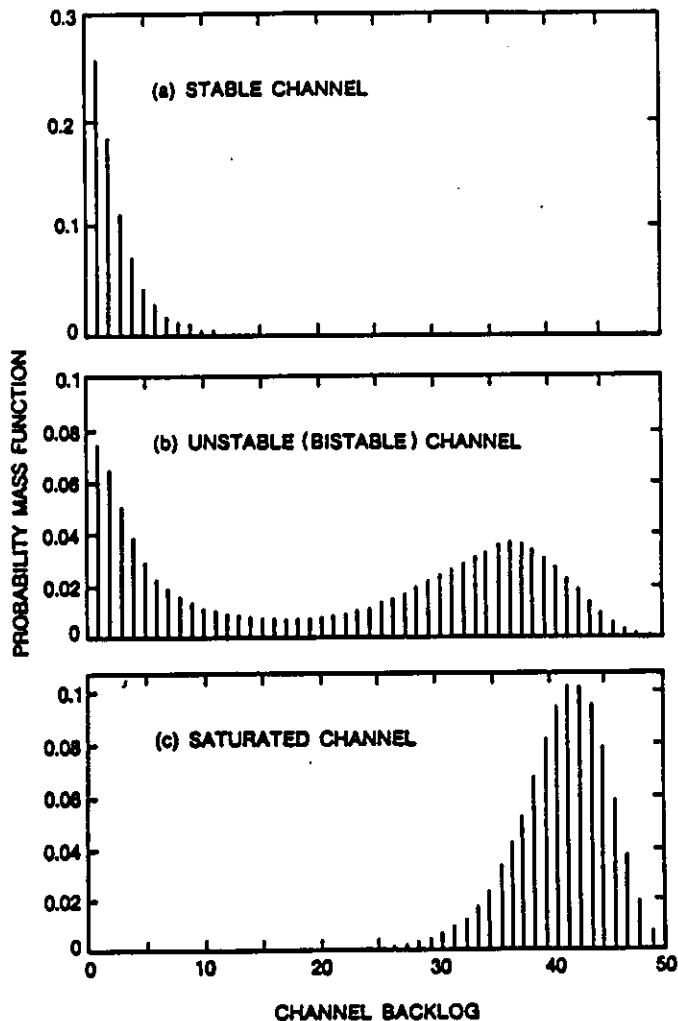 0.3
(a) STABLE CHANNEL
0.2
0.1
0
PROBABILITY MASS FUNCTION
0.1
(b) UNSTABLE (BISTABLE) CHANNEL
0.08
0.06
0.04
0.02
0
0.1
(c) SATURATED CHANNEL
0.08
0.06
0.04
0.02
0
0 10 20 30 40 50
CHANNEL BACKLOG